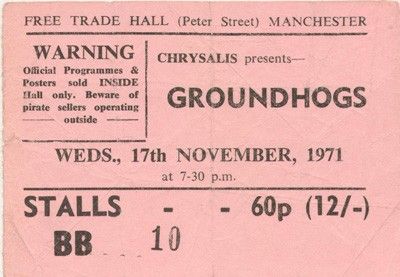 FREE TRADE HALL (Peter Street) MANCHESTER
WARNING
Official Programmes &
Posters sold INSIDE
Hall only. Beware of
pirate sellers operating
outside
CHRYSALIS presents—
GROUNDHOGS
WEDS., 17th NOVEMBER, 1971
at 7-30 p.m.
STALLS - - 60p (12/-)
BB 10